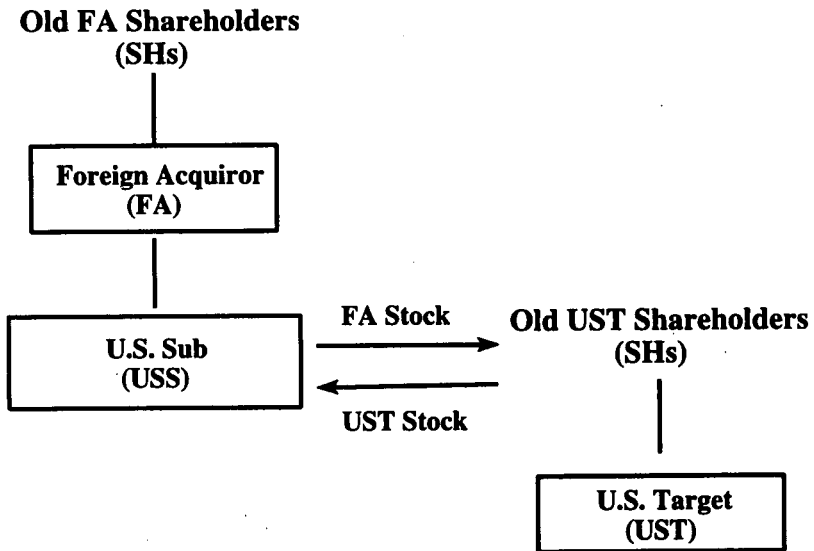 Old FA Shareholders
(SHs)
Foreign Acquiror
(FA)
U.S. Sub
(USS)
FA Stock
UST Stock
Old UST Shareholders
(SHs)
U.S. Target
(UST)